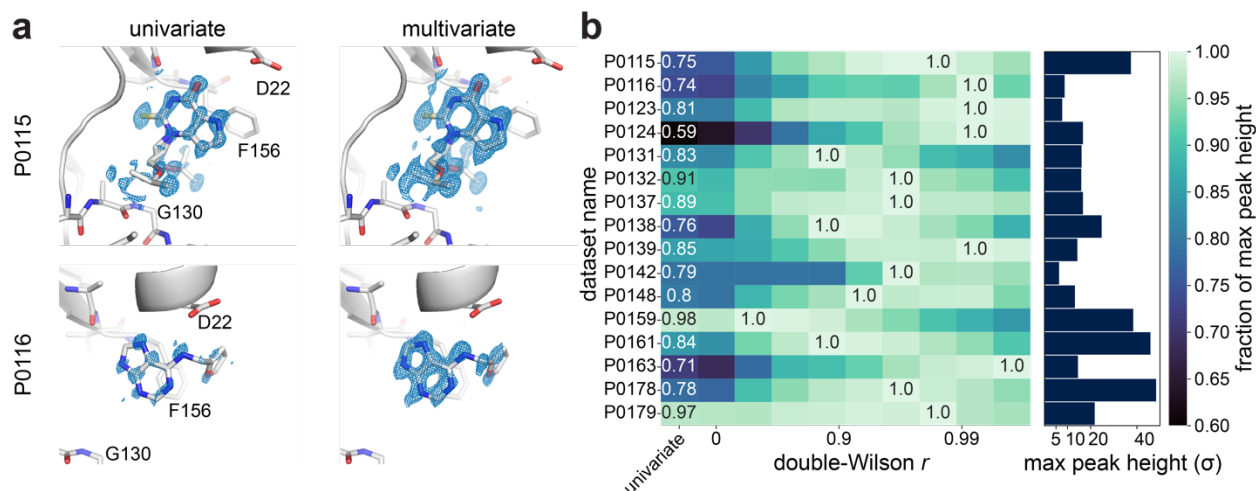 a
univariate
multivariate
P0115
D22
F156
G130
P0116
D22
F156
G130
b
dataset name
P0115 0.75 1.0
P0116 0.74 1.0
P0123 0.81 1.0
P0124 0.59 1.0
P0131 0.83 1.0
P0132 0.91 1.0
P0137 0.89 1.0
P0138 0.76 1.0
P0139 0.85 1.0
P0142 0.79 1.0
P0148 0.8 1.0
P0159 0.98 1.0
P0161 0.84 1.0
P0163 0.71 1.0
P0178 0.78 1.0
P0179 0.97 1.0
univariate 0 0.9 0.99
double-Wilson r
5 10 20 40
max peak height (σ)
1.00
0.95
0.90
0.85
0.80
0.75
0.70
0.65
0.60
fraction of max peak height